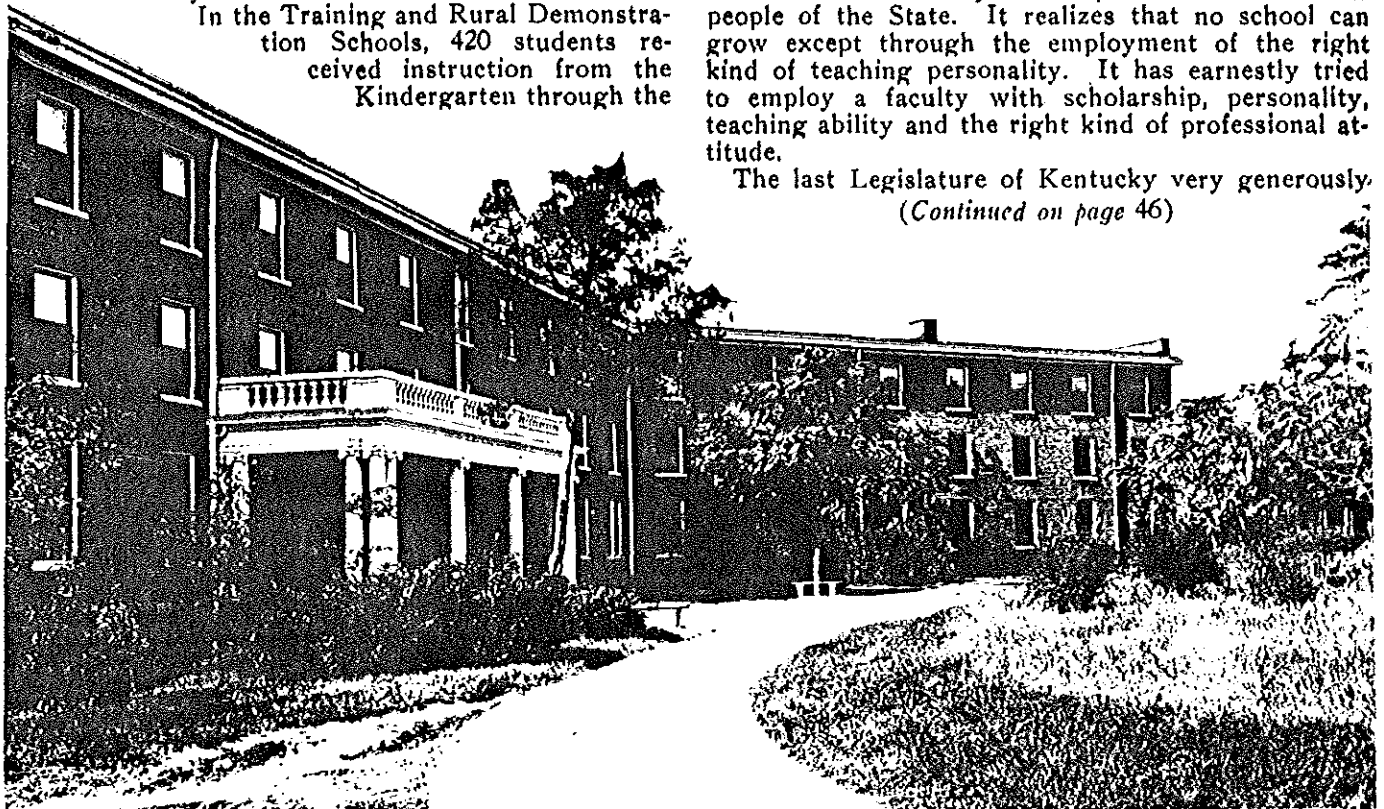 In the Training and Rural Demonstra-
tion Schools, 420 students re-
ceived instruction from the
Kindergarten through the
people of the State. It realizes that no school can
grow except through the employment of the right
kind of teaching personality. It has earnestly tried
to employ a faculty with scholarship, personality,
teaching ability and the right kind of professional at-
titude.
The last Legislature of Kentucky very generously
(Continued on page 46)